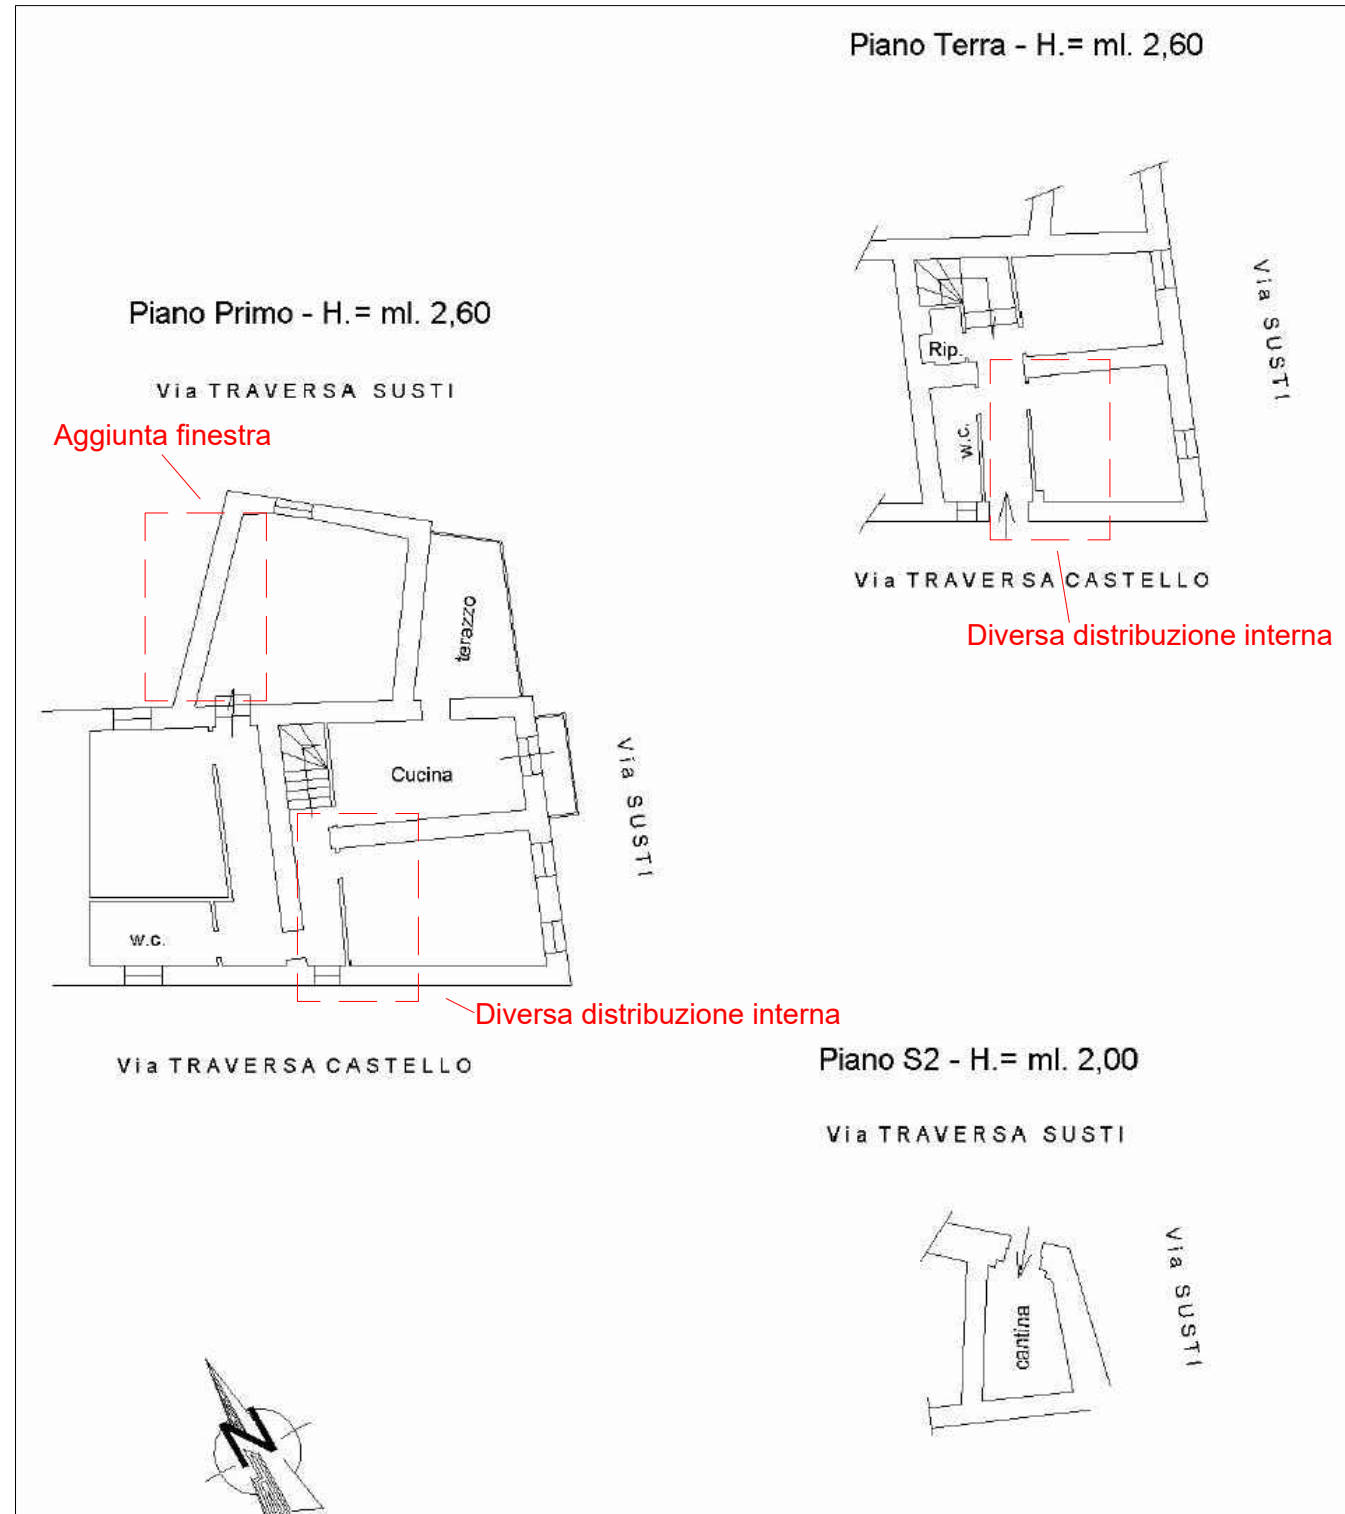 Piano Terra - H.= ml. 2,60
Via SUSTI
Rip.
w.c.
Via TRAVERSA CASTELLO
Diversa distribuzione interna
Piano Primo - H.= ml. 2,60
Via TRAVERSA SUSTI
Aggiunta finestra
terazzo
Cucina
Via SUSTI
w.c.
Diversa distribuzione interna
Via TRAVERSA CASTELLO
Piano S2 - H.= ml. 2,00
Via TRAVERSA SUSTI
Via SUSTI
cantina
N